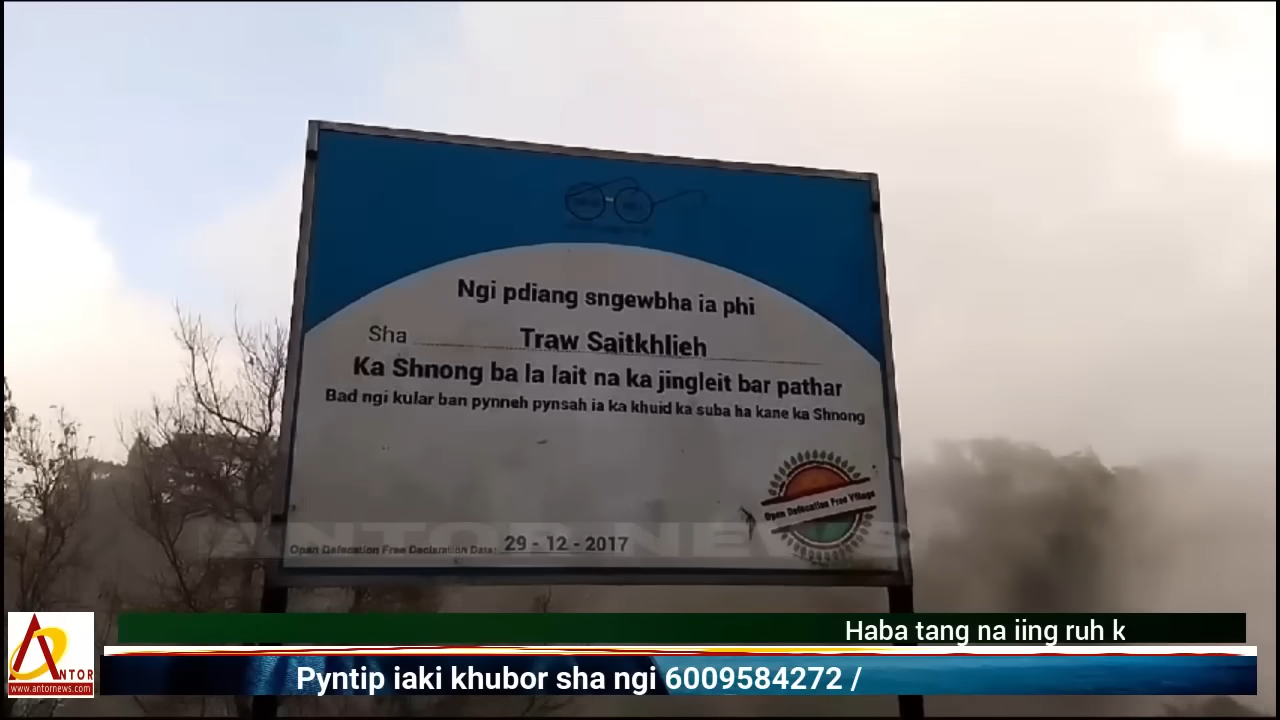 Ngi pdiang sngewbha ia phi
Sha Traw Saitkhlieh
Ka Shnong ba la lait na ka jingleit bar pathar
Bad ngi kular ban pynneh pynsah ia ka khuid ka suba ha kane ka Shnong
Open Defecation Free Village
Open Defecation Free Declaration Date: 29 - 12 - 2017
ANTOR NEWS
Haba tang na iing ruh k
ANTOR
www.antornews.com
Pyntip iaki khubor sha ngi 6009584272 /